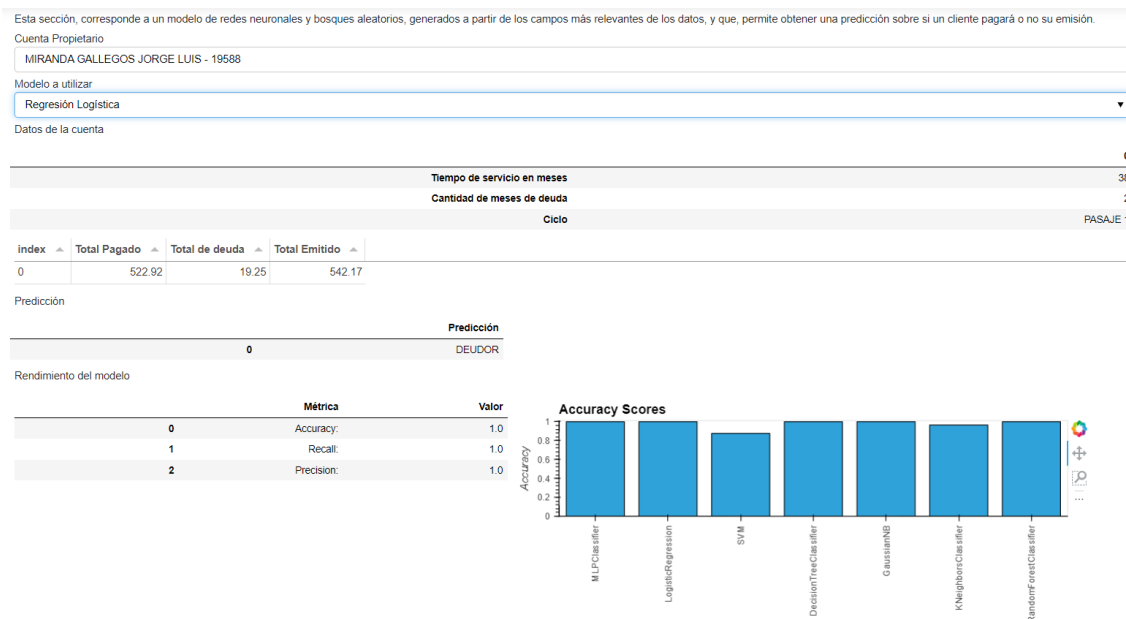 Esta sección, corresponde a un modelo de redes neuronales y bosques aleatorios, generados a partir de los campos más relevantes de los datos, y que, permite obtener una predicción sobre si un cliente pagará o no su emisión.
Cuenta Propietario
MIRANDA GALLEGOS JORGE LUIS - 19588
Modelo a utilizar
Regresión Logística
Datos de la cuenta
Tiempo de servicio en meses 38
Cantidad de meses de deuda
Ciclo PASAJE
index Total Pagado Total de deuda Total Emitido
0 522.92 19.25 542.17
Predicción
Predicción
0 DEUDOR
Rendimiento del modelo
Métrica Valor
0 Accuracy: 1.0
1 Recall: 1.0
2 Precision: 1.0
Accuracy Scores
Accuracy
1
0.8
0.6
0.4
0.2
0
MLPClassifier
LogisticRegression
SVM
DecisionTreeClassifier
GaussianNB
KNeighborsClassifier
RandomForestClassifier